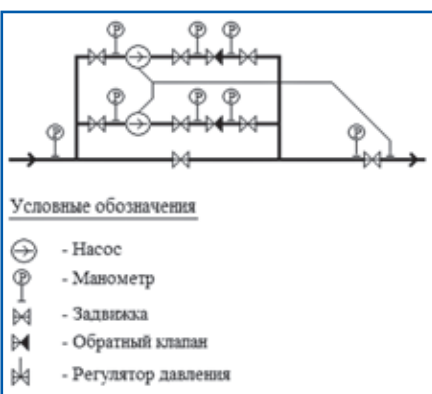 P P P
P P P
P P
Условные обозначения
- Насос
P - Манометр
- Задвижка
- Обратный клапан
- Регулятор давления